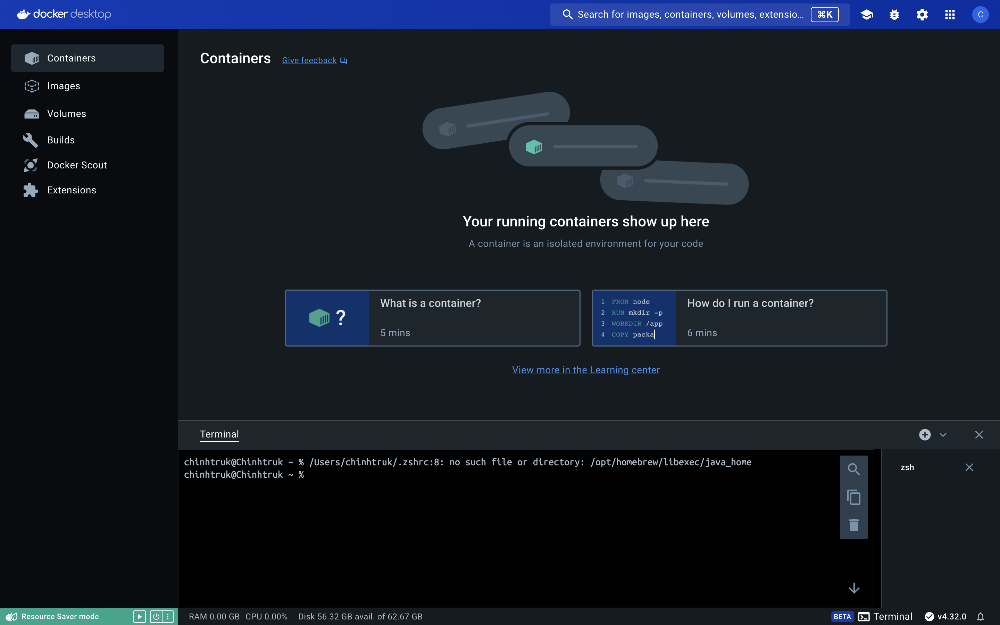 docker desktop
Search for images, containers, volumes, extensio...
⌘K
C
Containers
Images
Volumes
Builds
Docker Scout
Extensions
Containers
Give feedback
Your running containers show up here
A container is an isolated environment for your code
?
What is a container?
5 mins
1 FROM node
2 RUN mkdir -p
3 WORKDIR /app
4 COPY packa
How do I run a container?
6 mins
View more in the Learning center
Terminal
chinhtruk@Chinhtruk ~ % /Users/chinhtruk/.zshrc:8: no such file or directory: /opt/homebrew/libexec/java_home
chinhtruk@Chinhtruk ~ %
zsh
Resource Saver mode
RAM 0.00 GB CPU 0.00% Disk 56.32 GB avail. of 62.67 GB
BETA Terminal v4.32.0